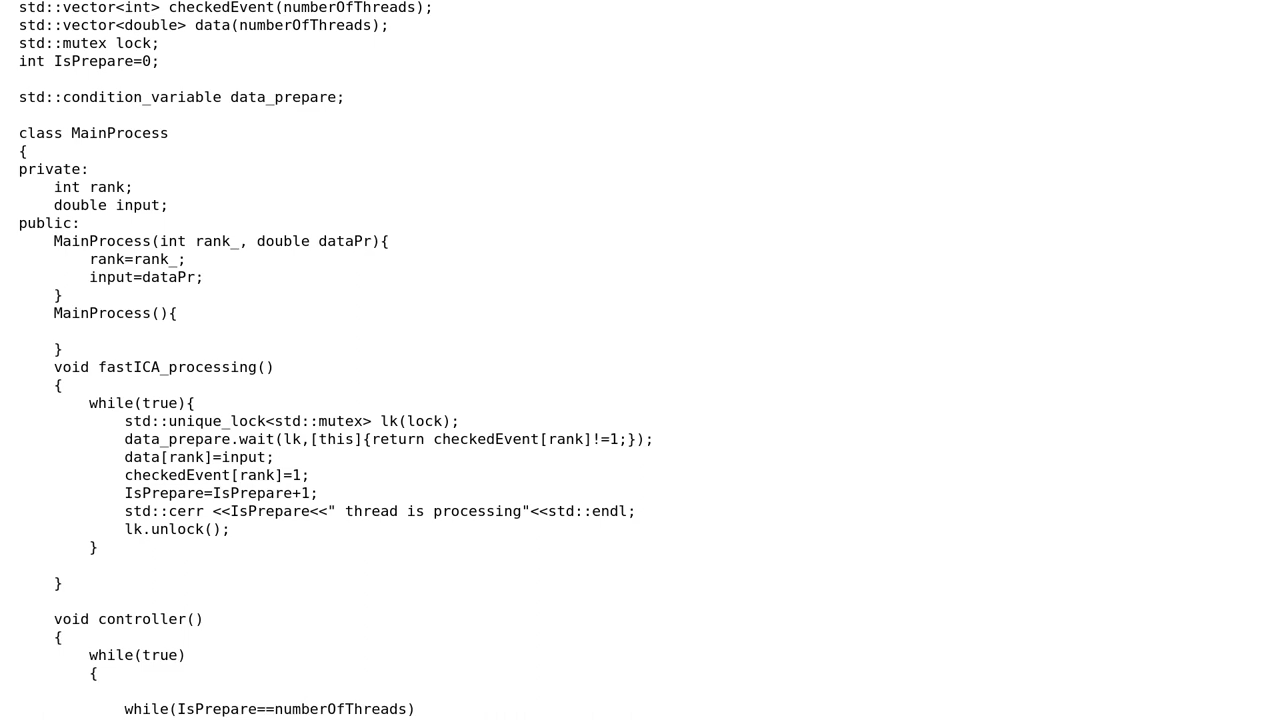 std::vector<int> checkedEvent(numberOfThreads);
std::vector<double> data(numberOfThreads);
std::mutex lock;
int IsPrepare=0;

std::condition_variable data_prepare;

class MainProcess
{
private:
    int rank;
    double input;
public:
    MainProcess(int rank_, double dataPr){
        rank=rank_;
        input=dataPr;
    }
    MainProcess(){

    }
    void fastICA_processing()
    {
        while(true){
            std::unique_lock<std::mutex> lk(lock);
            data_prepare.wait(lk,[this]{return checkedEvent[rank]!=1;});
            data[rank]=input;
            checkedEvent[rank]=1;
            IsPrepare=IsPrepare+1;
            std::cerr <<IsPrepare<<" thread is processing"<<std::endl;
            lk.unlock();
        }

    }

    void controller()
    {
        while(true)
        {

            while(IsPrepare==numberOfThreads)